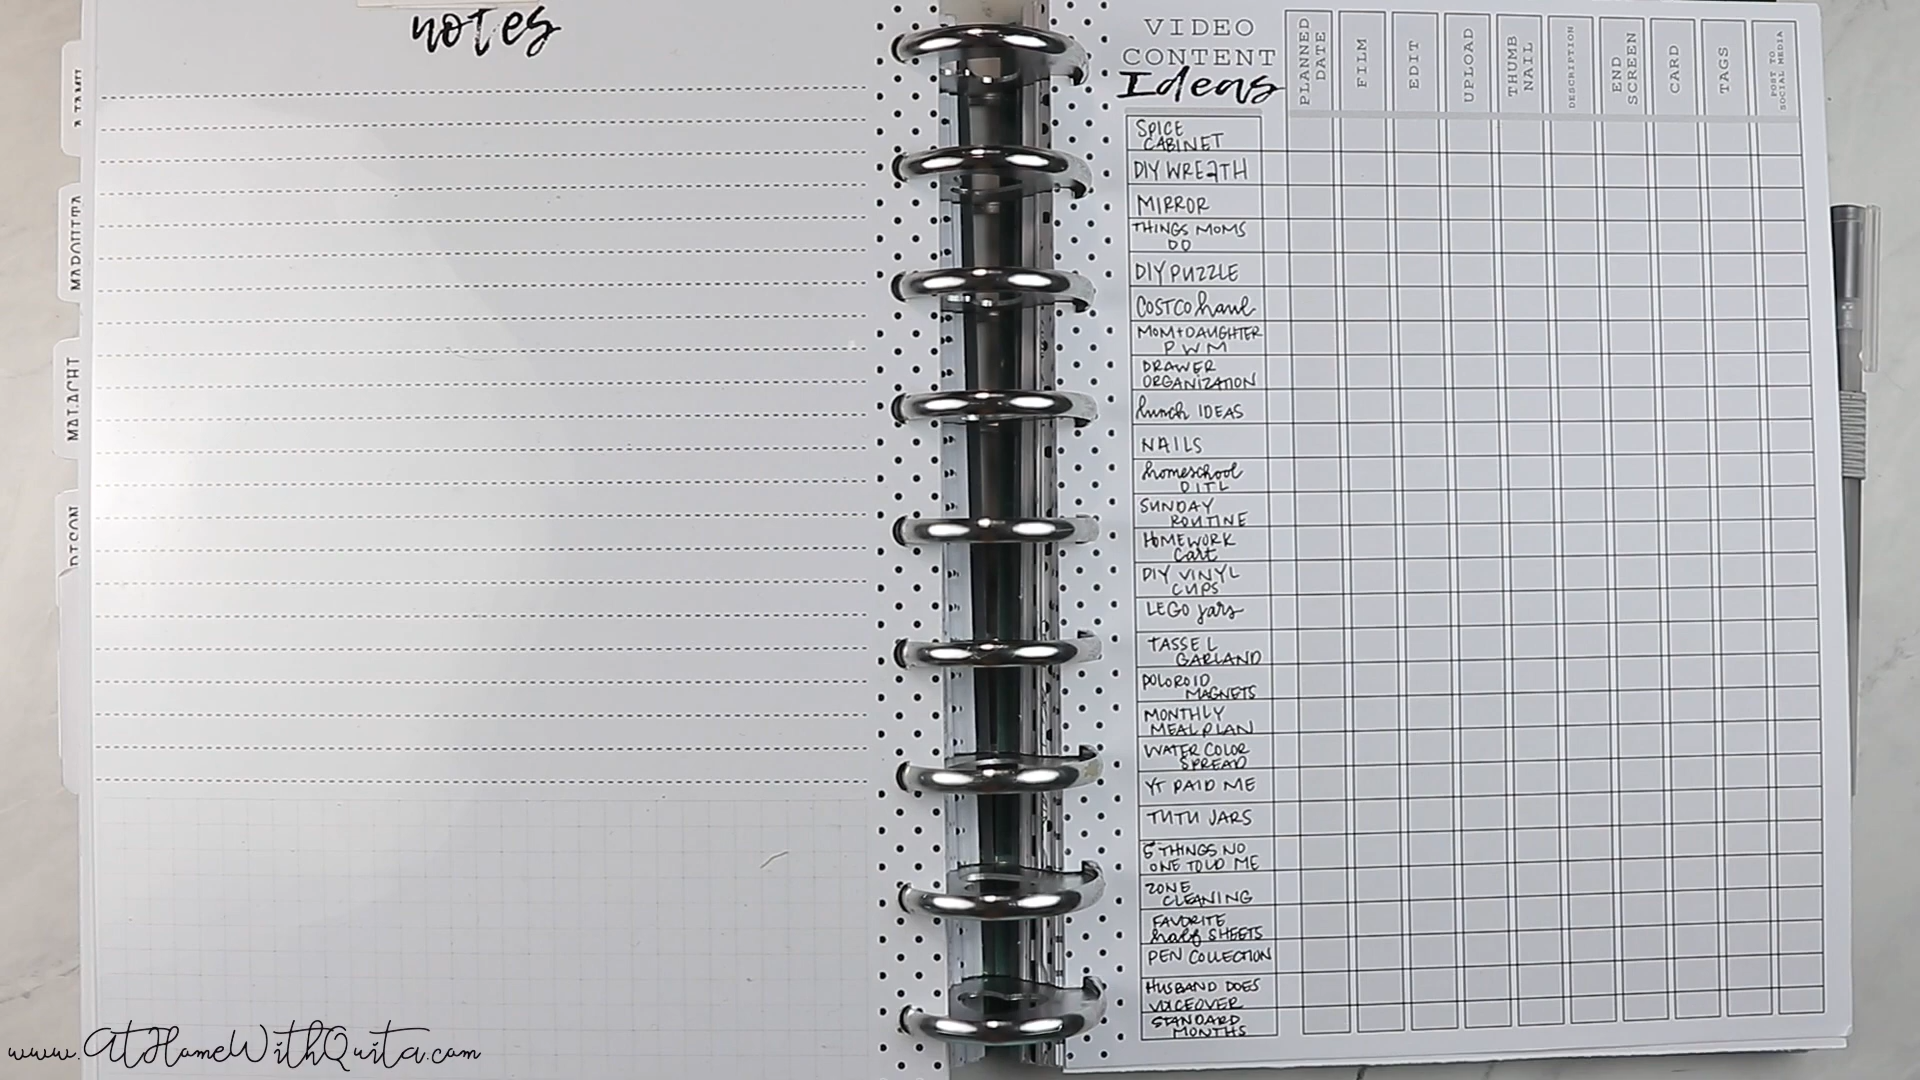 notes
MARQUITA
MALACHI
VIDEO
CONTENT
Ideas
PLANNED
DATE
FILM
EDIT
UPLOAD
THUMB
NAIL
DESCRIPTION
END
SCREEN
CARD
TAGS
POST TO
SOCIAL MEDIA
SPICE
CABINET
DIY WREATH
MIRROR
THINGS MOMS
DO
DIY PUZZLE
COSTCO haul
MOM+DAUGHTER
PWM
DRAWER
ORGANIZATION
lunch IDEAS
NAILS
homeschool
DITL
SUNDAY
ROUTINE
HOMEWORK
Cart
DIY VINYL
CUPS
LEGO jars
TASSEL
GARLAND
POLOROID
MAGNETS
MONTHLY
MEAL PLAN
WATER COLOR
SPREAD
YT PAID ME
TUTU JARS
5 THINGS NO
ONE TOLD ME
ZONE
CLEANING
FAVORITE
half SHEETS
PEN COLLECTION
HUSBAND DOES
VOICEOVER
STANDARD
MONTHS
www.AtHomeWithQuita.com